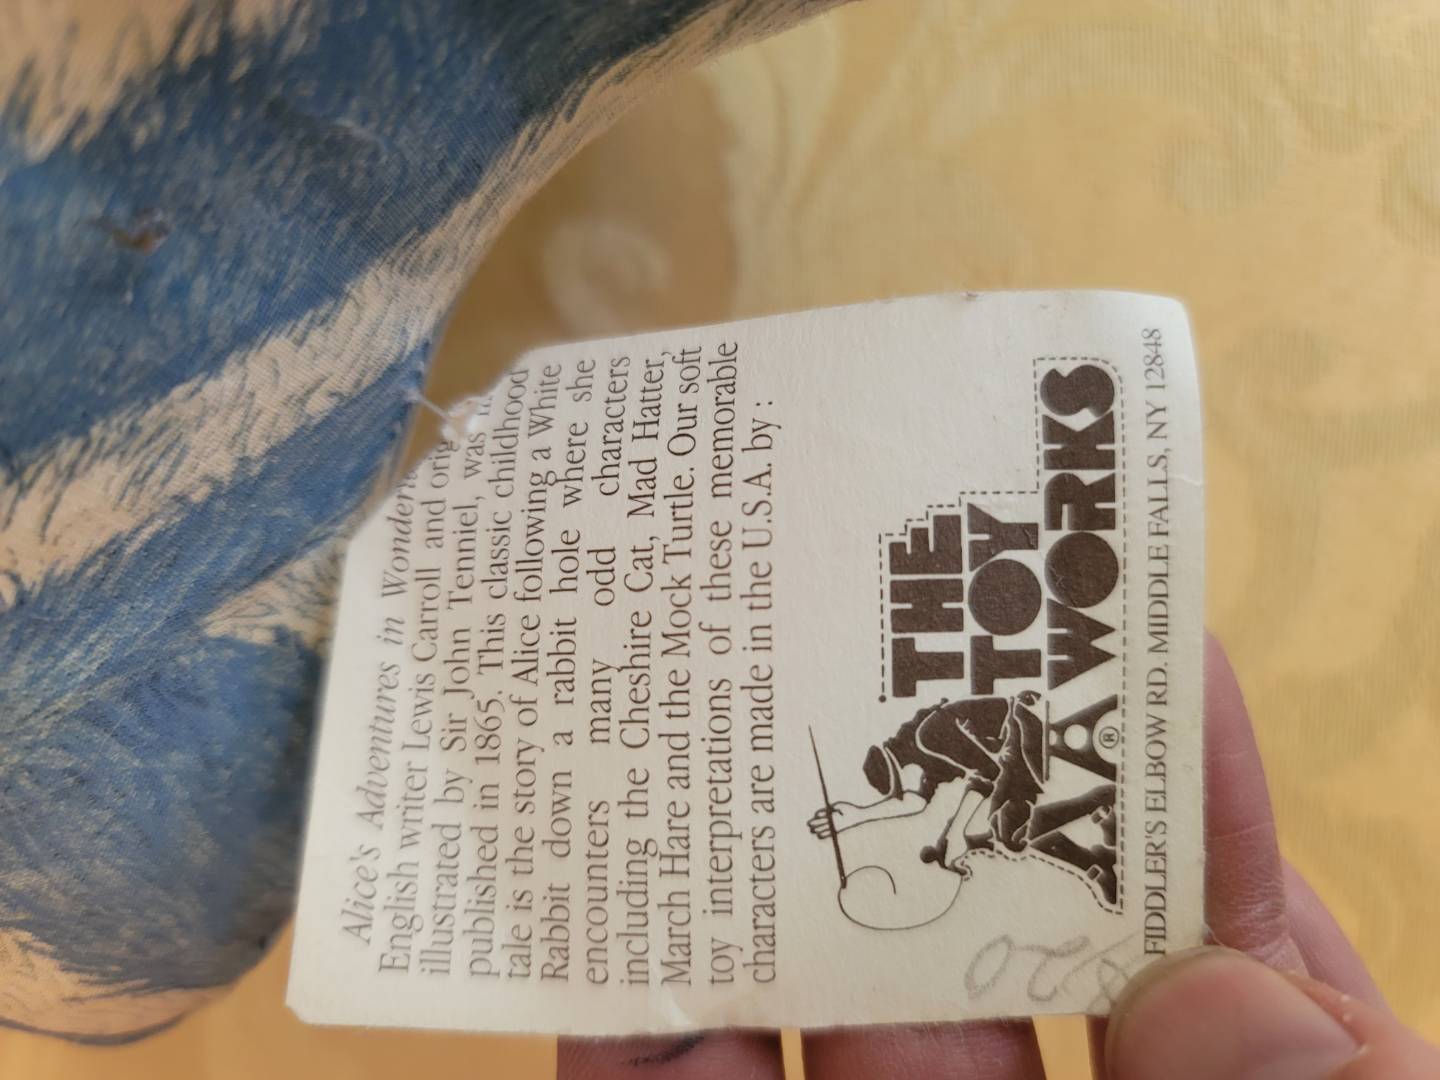 Alice's Adventures in
English writer Lewis Carroll and
illustrated by Sir John Tenniel, was
published in 1865. This classic childhood
tale is the story of Alice following a White
Rabbit down a rabbit hole where she
encounters many odd characters
including the Cheshire Cat, Mad Hatter,
March Hare and the Mock Turtle. Our soft
toy interpretations of these memorable
characters are made in the U.S.A. by:
THE
TOY
WORKS
®
FIDDLER'S ELBOW RD. MIDDLE FALLS, NY 12848
20